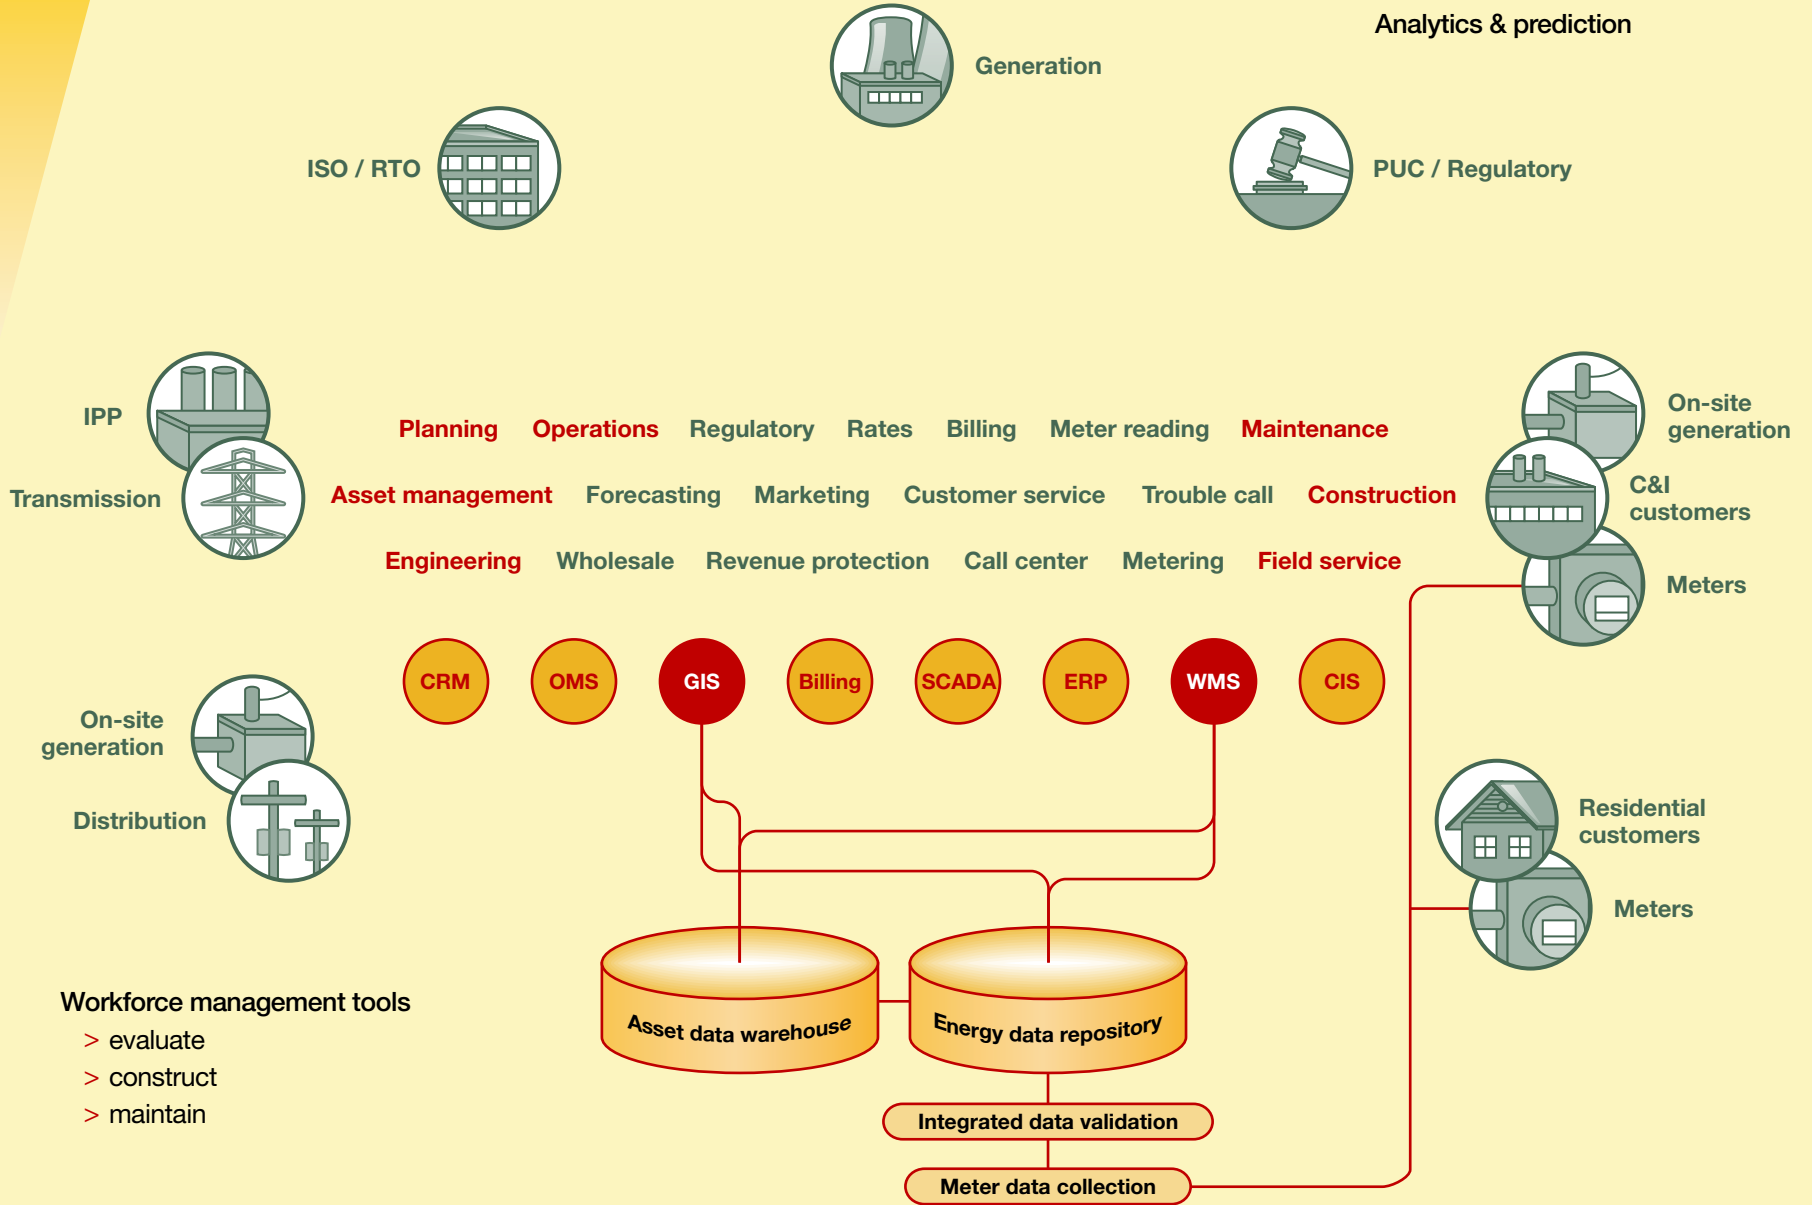 Analytics & prediction
Generation
ISO / RTO
PUC / Regulatory
IPP
Transmission
Planning Operations Regulatory Rates Billing Meter reading Maintenance
Asset management Forecasting Marketing Customer service Trouble call Construction
Engineering Wholesale Revenue protection Call center Metering Field service
On-site
generation
C&I
customers
Meters
CRM OMS GIS Billing SCADA ERP WMS CIS
On-site
generation
Distribution
Residential
customers
Meters
Workforce management tools
> evaluate
> construct
> maintain
Asset data warehouse
Energy data repository
Integrated data validation
Meter data collection